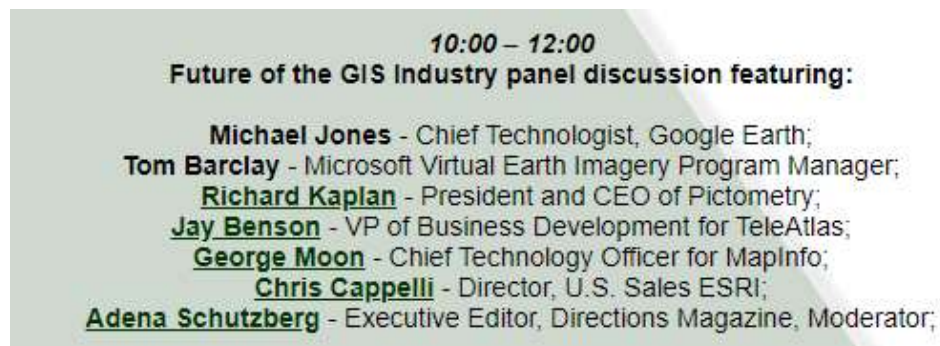 10:00 – 12:00
Future of the GIS Industry panel discussion featuring:
Michael Jones - Chief Technologist, Google Earth;
Tom Barclay - Microsoft Virtual Earth Imagery Program Manager;
Richard Kaplan - President and CEO of Pictometry;
Jay Benson - VP of Business Development for TeleAtlas;
George Moon - Chief Technology Officer for MapInfo;
Chris Cappelli - Director, U.S. Sales ESRI;
Adena Schutzberg - Executive Editor, Directions Magazine, Moderator;